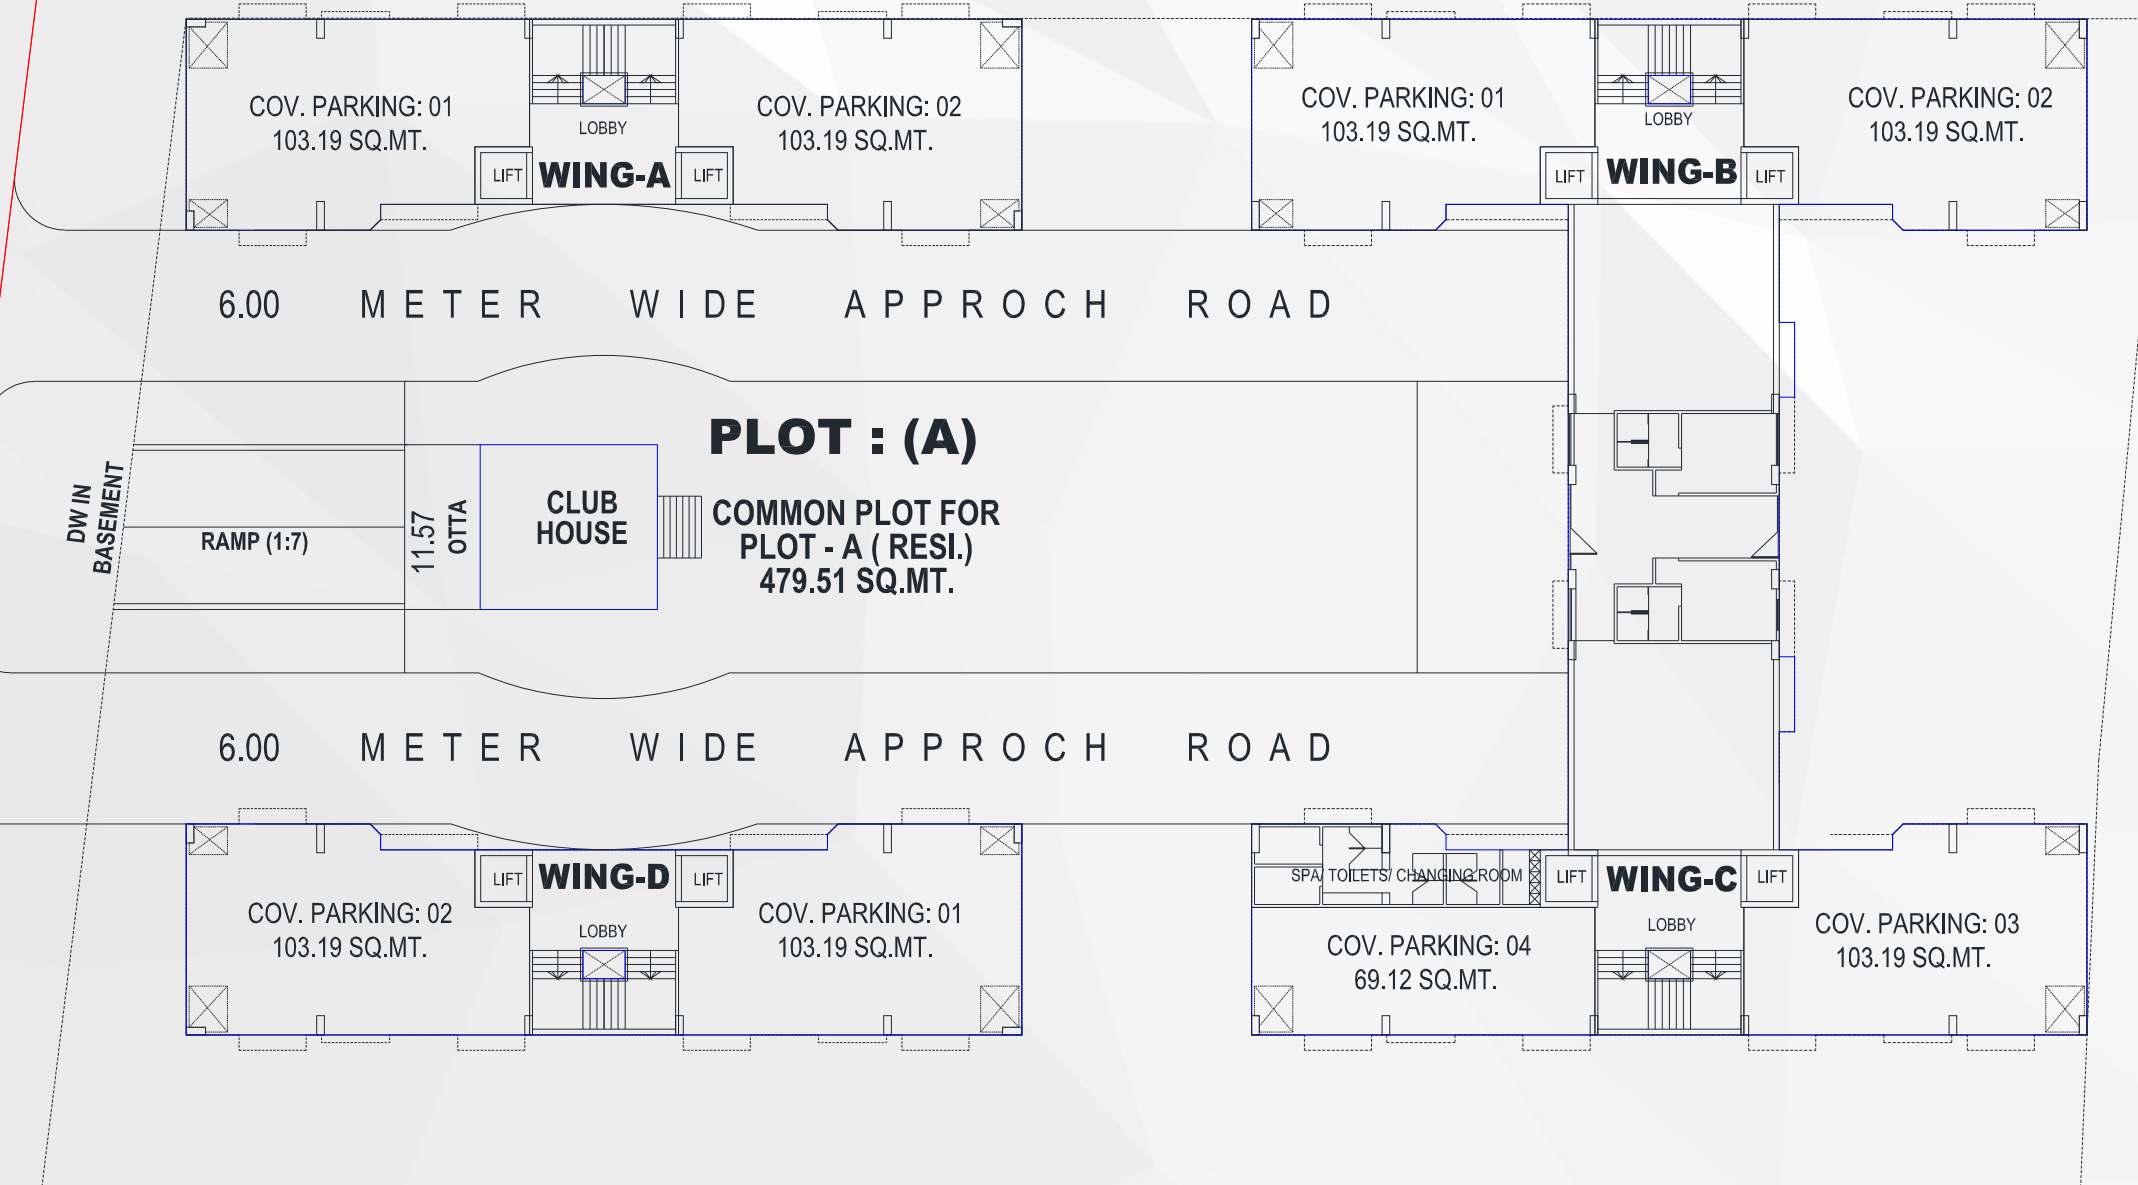 COV. PARKING: 01
103.19 SQ.MT.
LOBBY
LIFT
WING-A
LIFT
COV. PARKING: 02
103.19 SQ.MT.
COV. PARKING: 01
103.19 SQ.MT.
LOBBY
LIFT
WING-B
LIFT
COV. PARKING: 02
103.19 SQ.MT.
6.00 METER WIDE APPROCH ROAD
DW IN
BASEMENT
RAMP (1:7)
11.57
OTTA
CLUB
HOUSE
PLOT : (A)
COMMON PLOT FOR
PLOT - A ( RESI.)
479.51 SQ.MT.
6.00 METER WIDE APPROCH ROAD
COV. PARKING: 02
103.19 SQ.MT.
LIFT
WING-D
LIFT
LOBBY
COV. PARKING: 01
103.19 SQ.MT.
SPA/ TOILETS/ CHANGING ROOM
COV. PARKING: 04
69.12 SQ.MT.
LIFT
WING-C
LIFT
LOBBY
COV. PARKING: 03
103.19 SQ.MT.